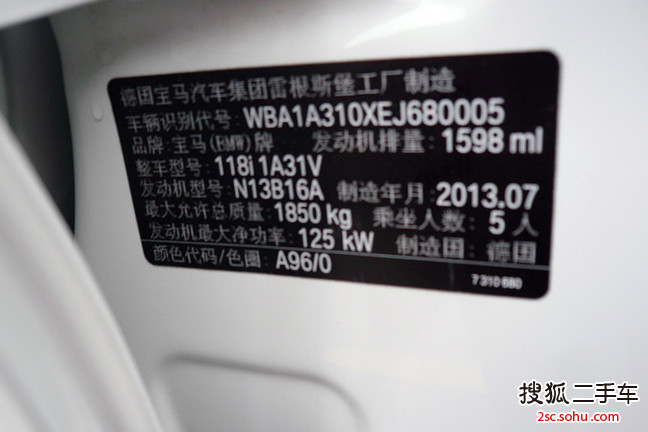 德国宝马汽车集团雷根斯堡工厂制造
车辆识别代号: WBA1A310XEJ680005
品牌: 宝马(BMW)牌 发动机排量: 1598 ml
整车型号: 118i 1A31V
发动机型号: N13B16A 制造年月: 2013.07
最大允许总质量: 1850 kg 乘坐人数: 5 人
发动机最大净功率: 125 kW 制造国: 德国
颜色代码/色圈: A96/0
7 310 680
搜狐二手车
2sc.sohu.com